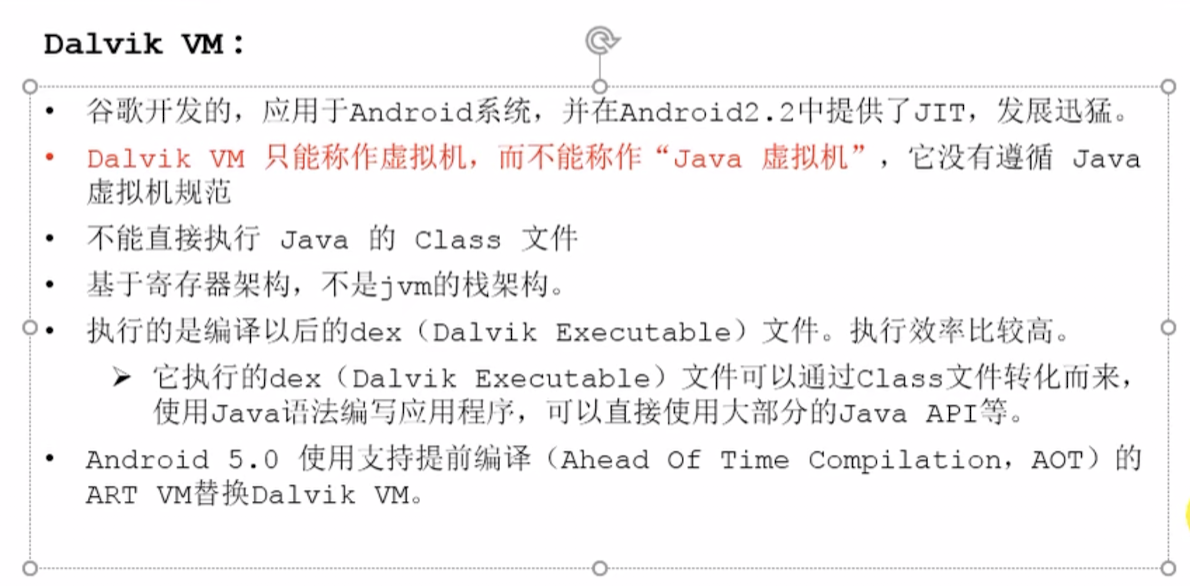 Dalvik VM：
• 谷歌开发的，应用于Android系统，并在Android2.2中提供了JIT，发展迅猛。
• Dalvik VM 只能称作虚拟机，而不能称作“Java 虚拟机”，它没有遵循 Java
虚拟机规范
• 不能直接执行 Java 的 Class 文件
• 基于寄存器架构，不是jvm的栈架构。
• 执行的是编译以后的dex（Dalvik Executable）文件。执行效率比较高。
➢ 它执行的dex（Dalvik Executable）文件可以通过Class文件转化而来，
使用Java语法编写应用程序，可以直接使用大部分的Java API等。
• Android 5.0 使用支持提前编译（Ahead Of Time Compilation，AOT）的
ART VM替换Dalvik VM。